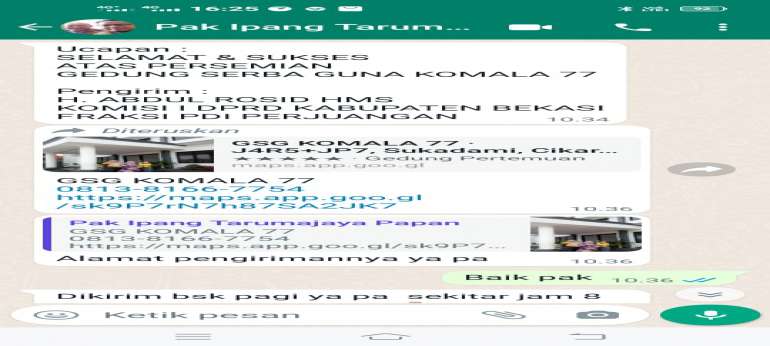 16:25
92
Pak Ipang Tarum...
Ucapan :
SELAMAT & SUKSES
ATAS PERSEMIAN
GEDUNG SERBA GUNA KOMALA 77
Pengirim :
H. ABDUL ROSID HMS
KOMISI I DPRD KABUPATEN BEKASI
FRAKSI PDI PERJUANGAN
10.34
Diteruskan
GSG KOMALA 77 ·
J4R5+JP7, Sukadami, Cikar...
★★★★★ · Gedung Pertemuan
maps.app.goo.gl
GSG KOMALA 77
0813-8166-7754
https://maps.app.goo.gl
/sk9P7rN7h87SA2JK7
10.36
Pak Ipang Tarumajaya Papan
GSG KOMALA 77
0813-8166-7754
https://maps.app.goo.gl/sk9P7...
Alamat pengirimannya ya pa
10.36
Baik pak 10.36
Dikirim bsk pagi ya pa sekitar jam 8
Ketik pesan